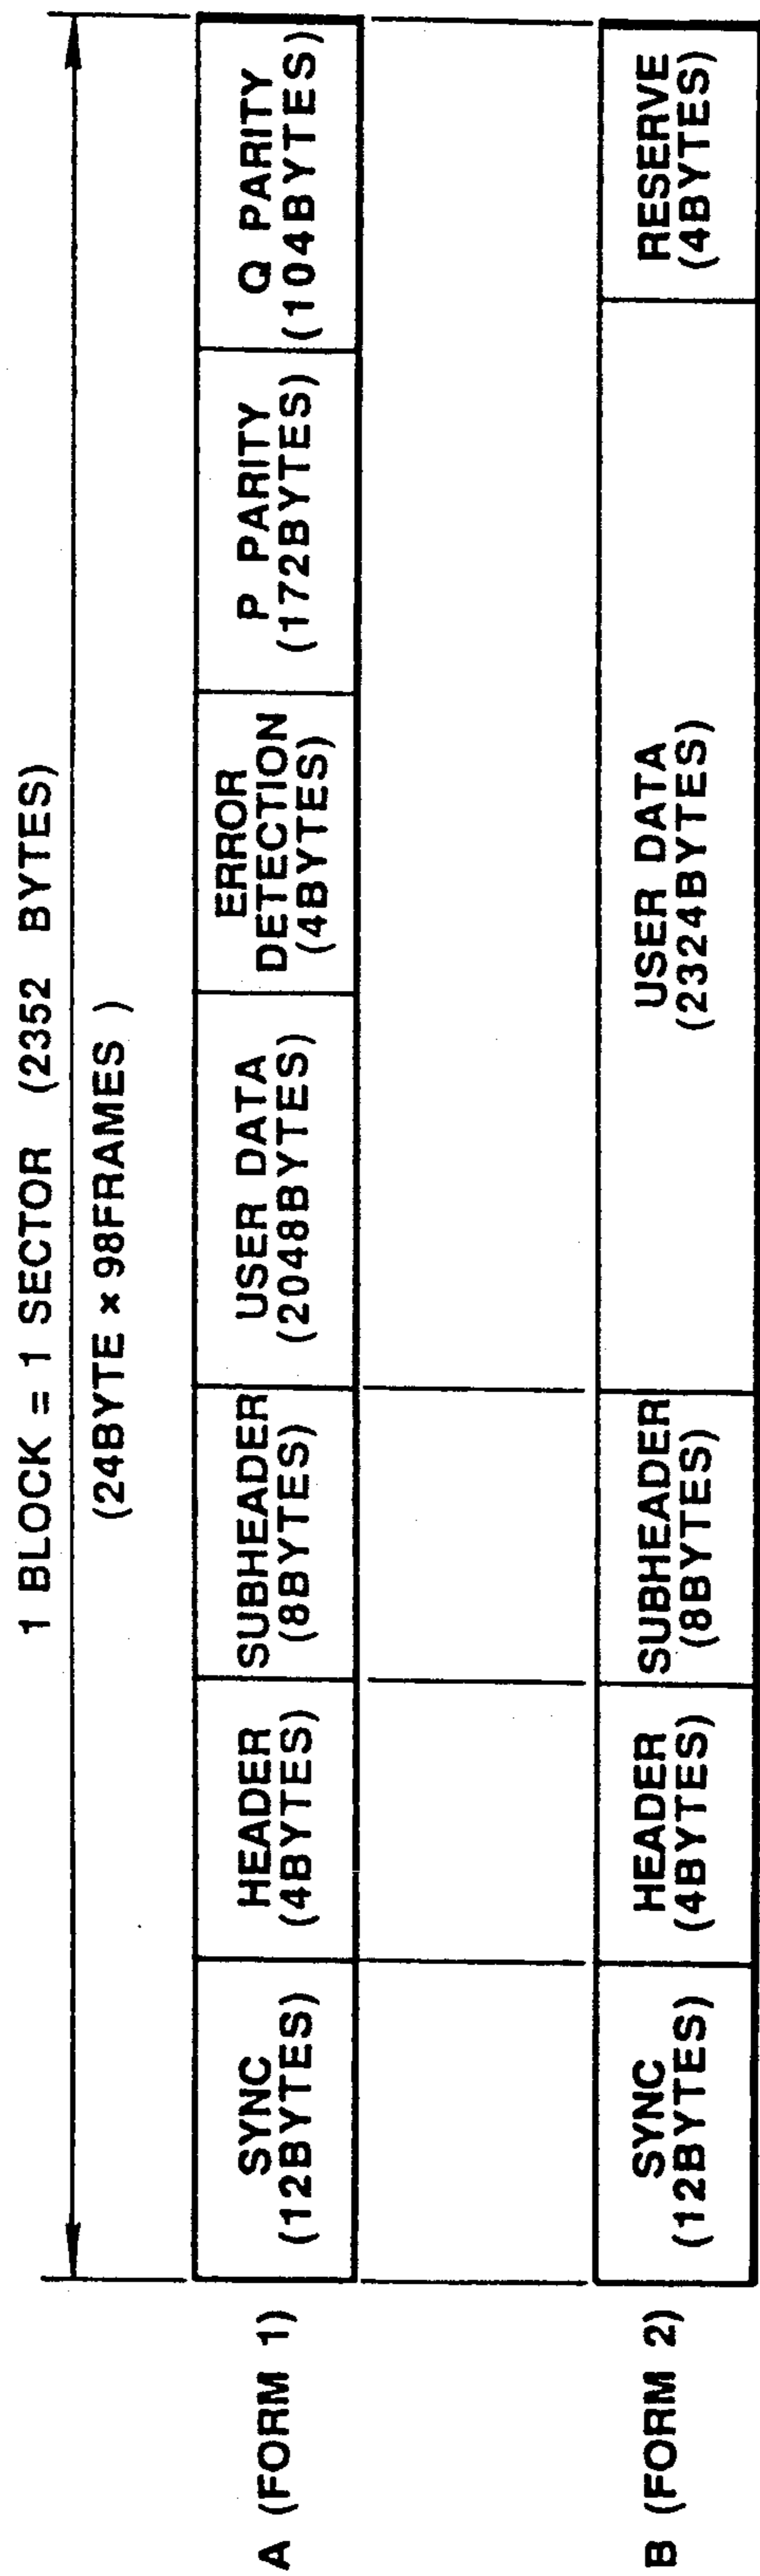 1 BLOCK = 1 SECTOR (2352 BYTES)
(24BYTE × 98FRAMES )
A (FORM 1)
SYNC
(12BYTES)
HEADER
(4BYTES)
SUBHEADER
(8BYTES)
USER DATA
(2048BYTES)
ERROR
DETECTION
(4BYTES)
P PARITY
(172BYTES)
Q PARITY
(104BYTES)
B (FORM 2)
SYNC
(12BYTES)
HEADER
(4BYTES)
SUBHEADER
(8BYTES)
USER DATA
(2324BYTES)
RESERVE
(4BYTES)